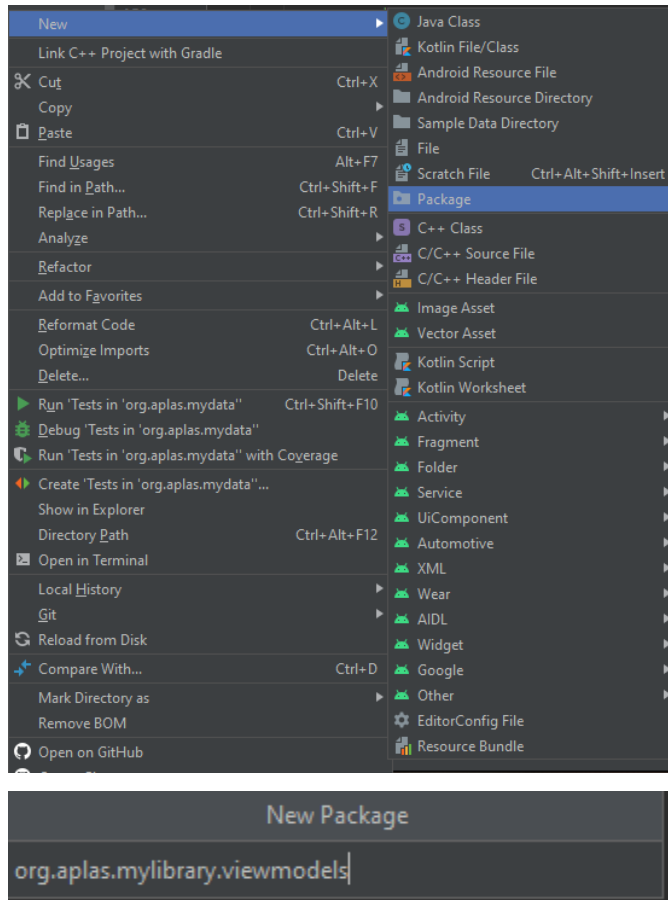 New
Link C++ Project with Gradle
Cut Ctrl+X
Copy
Paste Ctrl+V
Find Usages Alt+F7
Find in Path... Ctrl+Shift+F
Replace in Path... Ctrl+Shift+R
Analyze
Refactor
Add to Favorites
Reformat Code Ctrl+Alt+L
Optimize Imports Ctrl+Alt+O
Delete... Delete
Run 'Tests in 'org.aplas.mydata'' Ctrl+Shift+F10
Debug 'Tests in 'org.aplas.mydata''
Run 'Tests in 'org.aplas.mydata'' with Coverage
Create 'Tests in 'org.aplas.mydata''...
Show in Explorer
Directory Path Ctrl+Alt+F12
Open in Terminal
Local History
Git
Reload from Disk
Compare With... Ctrl+D
Mark Directory as
Remove BOM
Open on GitHub
Java Class
Kotlin File/Class
Android Resource File
Android Resource Directory
Sample Data Directory
File
Scratch File Ctrl+Alt+Shift+Insert
Package
C++ Class
C/C++ Source File
C/C++ Header File
Image Asset
Vector Asset
Kotlin Script
Kotlin Worksheet
Activity
Fragment
Folder
Service
UiComponent
Automotive
XML
Wear
AIDL
Widget
Google
Other
EditorConfig File
Resource Bundle
New Package
org.aplas.mylibrary.viewmodels